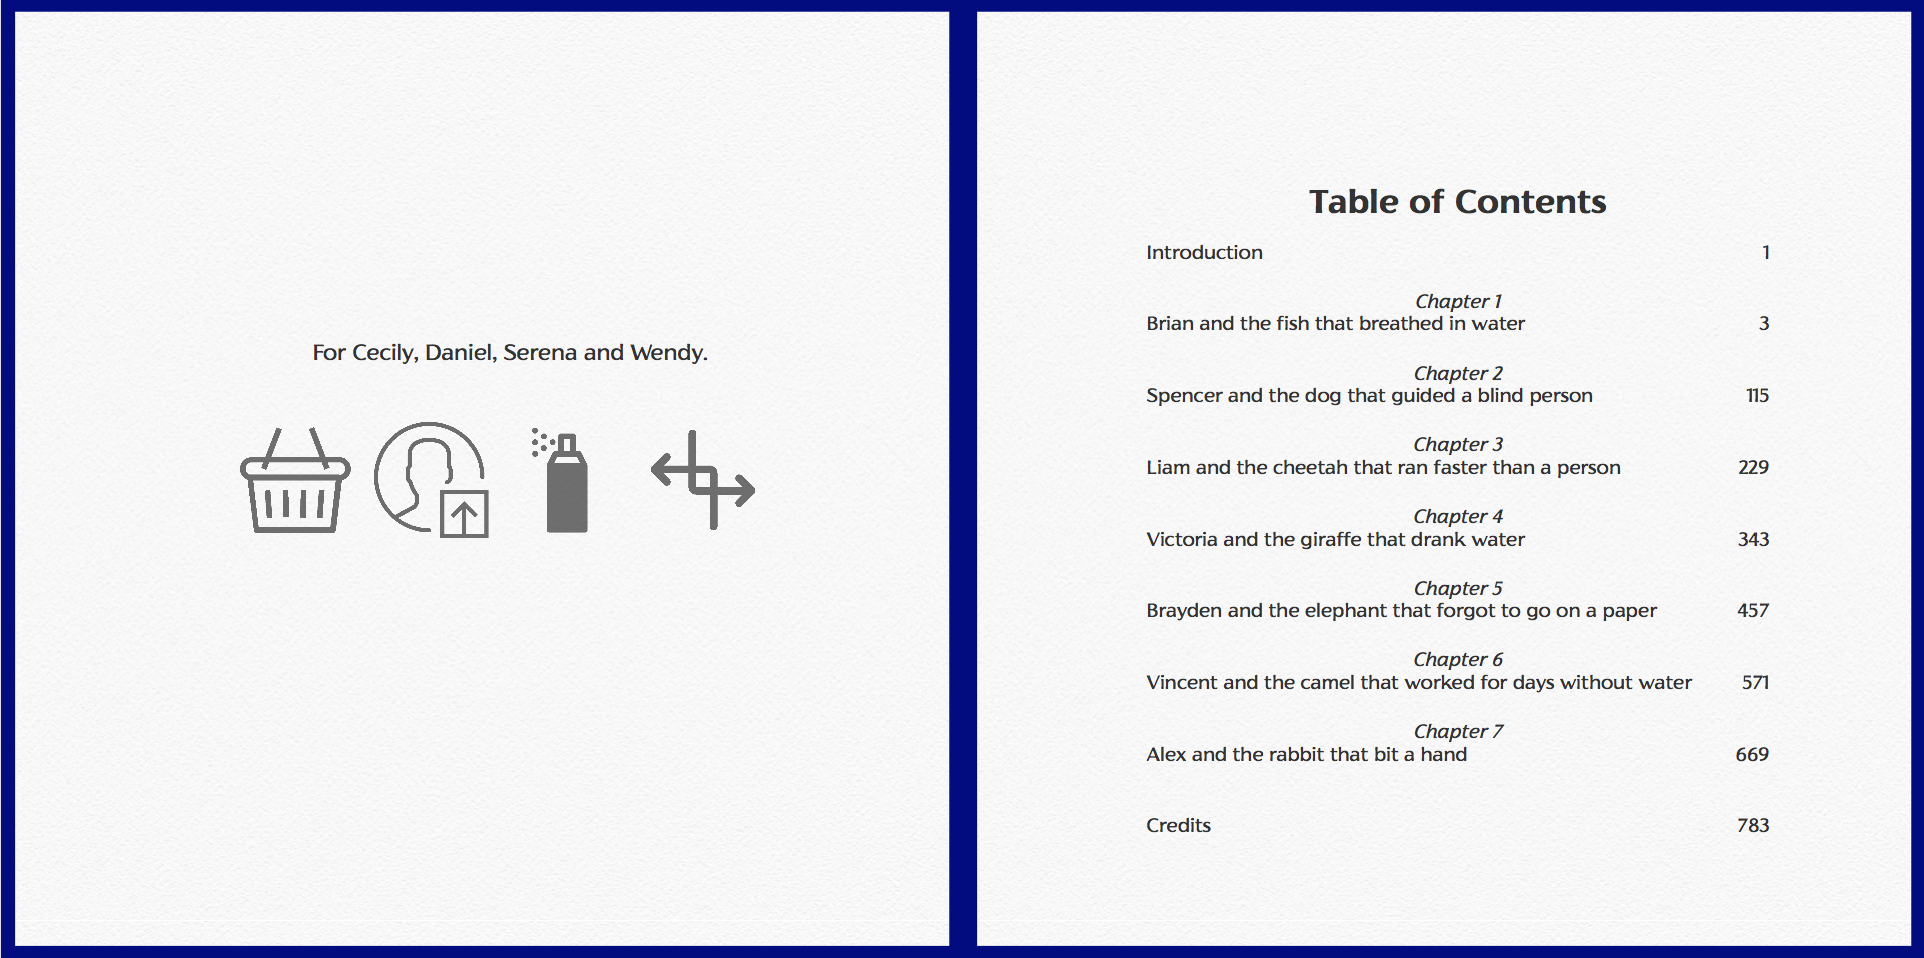 For Cecily, Daniel, Serena and Wendy.
Table of Contents
Introduction 1
Chapter 1
Brian and the fish that breathed in water 3
Chapter 2
Spencer and the dog that guided a blind person 115
Chapter 3
Liam and the cheetah that ran faster than a person 229
Chapter 4
Victoria and the giraffe that drank water 343
Chapter 5
Brayden and the elephant that forgot to go on a paper 457
Chapter 6
Vincent and the camel that worked for days without water 571
Chapter 7
Alex and the rabbit that bit a hand 669
Credits 783